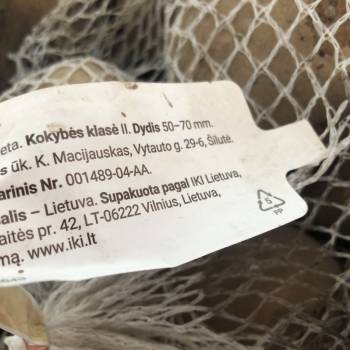 eta. Kokybės klasė II. Dydis 50–70 mm.
s ūk. K. Macijauskas, Vytauto g. 29-6, Šilutė.
arinis Nr. 001489-04-AA.
alis – Lietuva. Supakuota pagal IKI Lietuva,
aitės pr. 42, LT-06222 Vilnius, Lietuva,
mą. www.iki.lt
5
PP